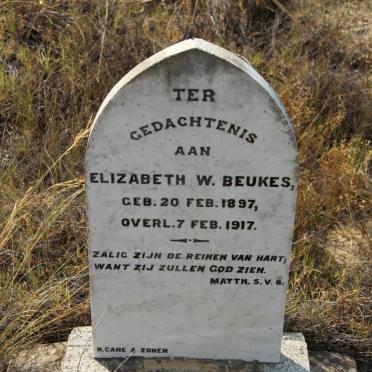 TER
GEDACHTENIS
AAN
ELIZABETH W. BEUKES,
GEB. 20 FEB. 1897,
OVERL. 7 FEB. 1917.
ZALIG ZIJN DE REINEN VAN HART,
WANT ZIJ ZULLEN GOD ZIEN.
MATTH. 5. V. 8.
R. CANE & ZONEN